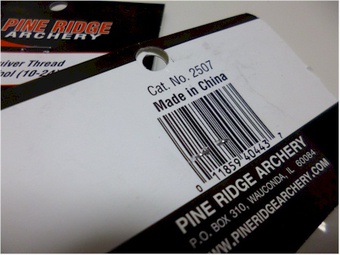 PINE RIDGE
ARCHERY
Thread
Cat. No. 2507
Made in China
0 11859 40443 7
PINE RIDGE ARCHERY
P.O. BOX 310, WAUCONDA, IL 60084
WWW.PINERIDGEARCHERY.COM